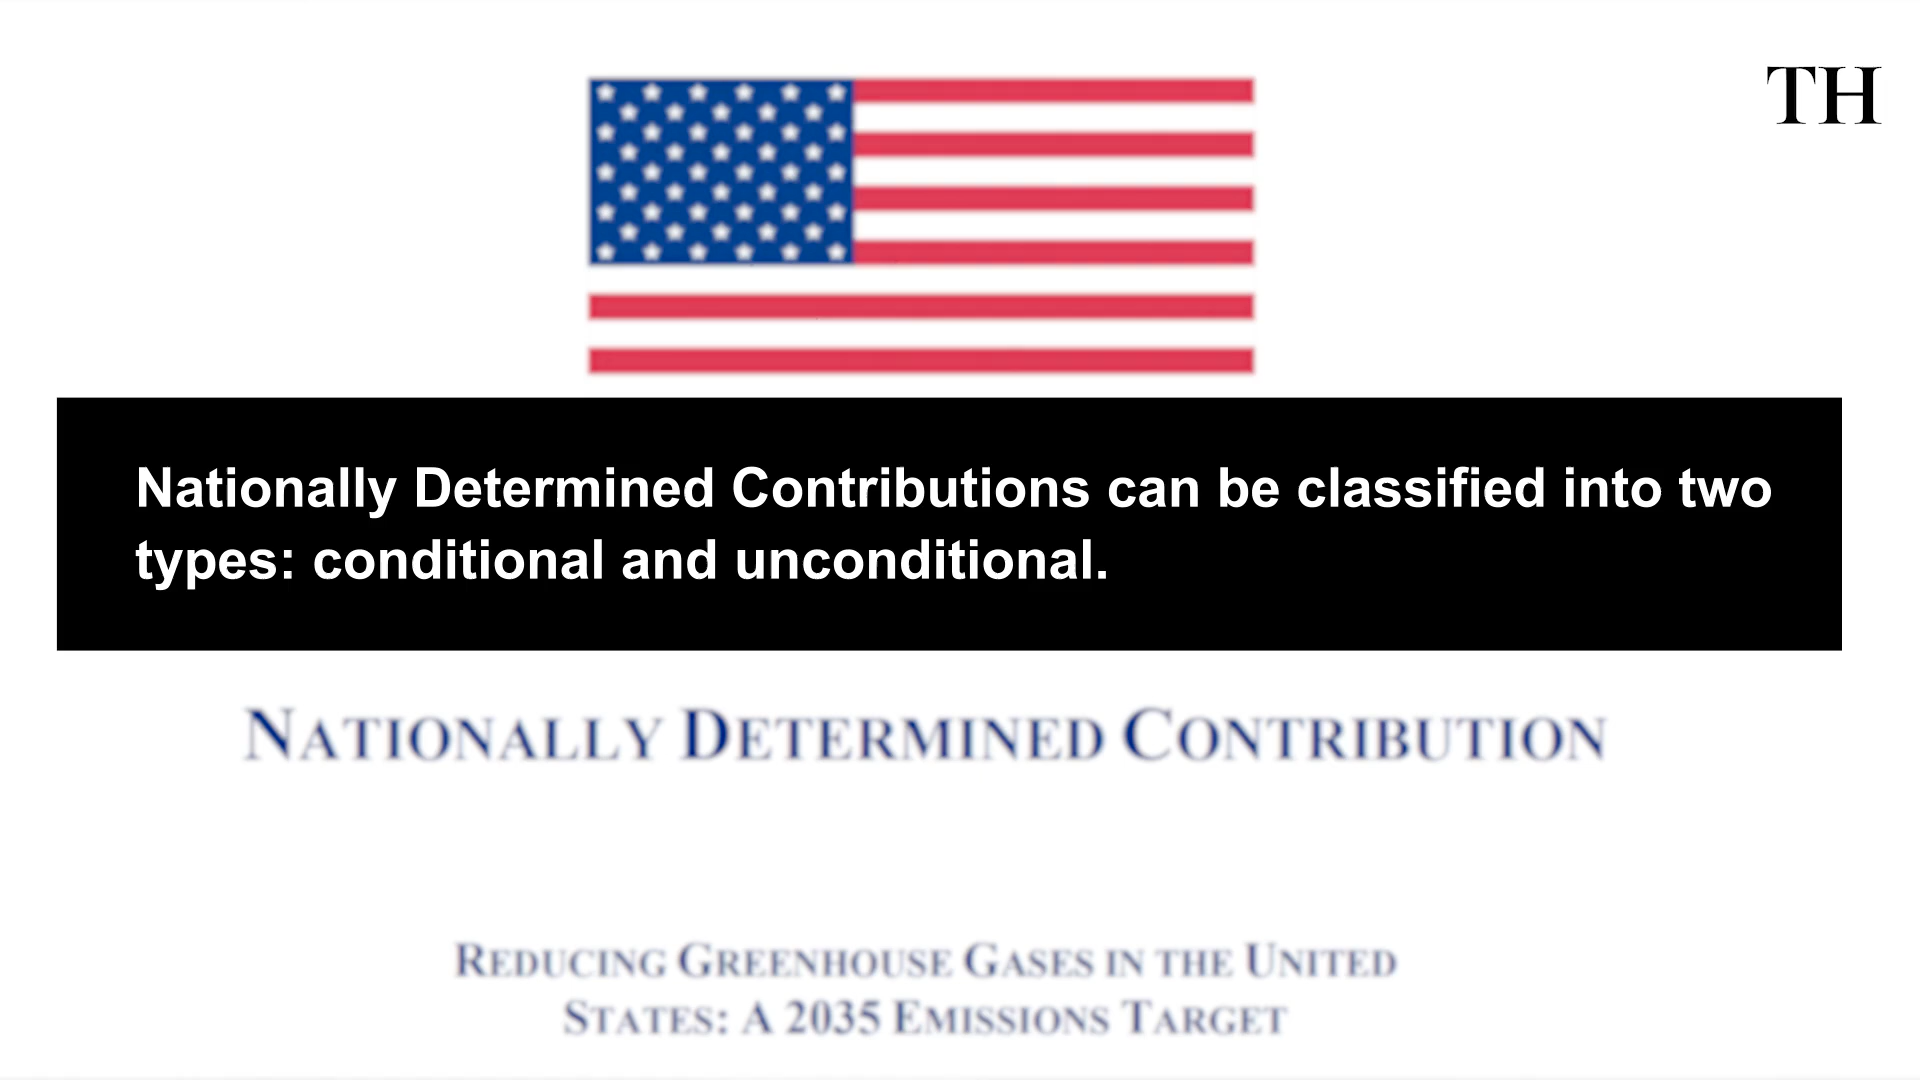 TH
Nationally Determined Contributions can be classified into two
types: conditional and unconditional.
NATIONALLY DETERMINED CONTRIBUTION
REDUCING GREENHOUSE GASES IN THE UNITED
STATES: A 2035 EMISSIONS TARGET